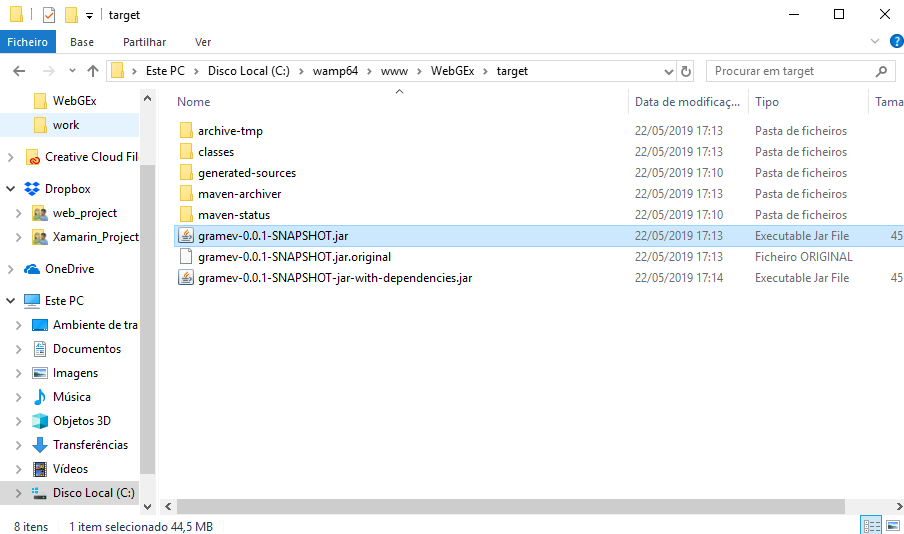 target
Ficheiro Base Partilhar Ver
Este PC Disco Local (C:) wamp64 www WebGEx target Procurar em target
Nome Data de modificaç... Tipo Tama
WebGEx
work
Creative Cloud Fil
Dropbox
web_project
Xamarin_Project
OneDrive
Este PC
Ambiente de tra
Documentos
Imagens
Música
Objetos 3D
Transferências
Vídeos
Disco Local (C:)
archive-tmp 22/05/2019 17:13 Pasta de ficheiros
classes 22/05/2019 17:13 Pasta de ficheiros
generated-sources 22/05/2019 17:10 Pasta de ficheiros
maven-archiver 22/05/2019 17:13 Pasta de ficheiros
maven-status 22/05/2019 17:10 Pasta de ficheiros
gramev-0.0.1-SNAPSHOT.jar 22/05/2019 17:13 Executable Jar File 45
gramev-0.0.1-SNAPSHOT.jar.original 22/05/2019 17:13 Ficheiro ORIGINAL
gramev-0.0.1-SNAPSHOT-jar-with-dependencies.jar 22/05/2019 17:14 Executable Jar File 45
8 itens 1 item selecionado 44,5 MB